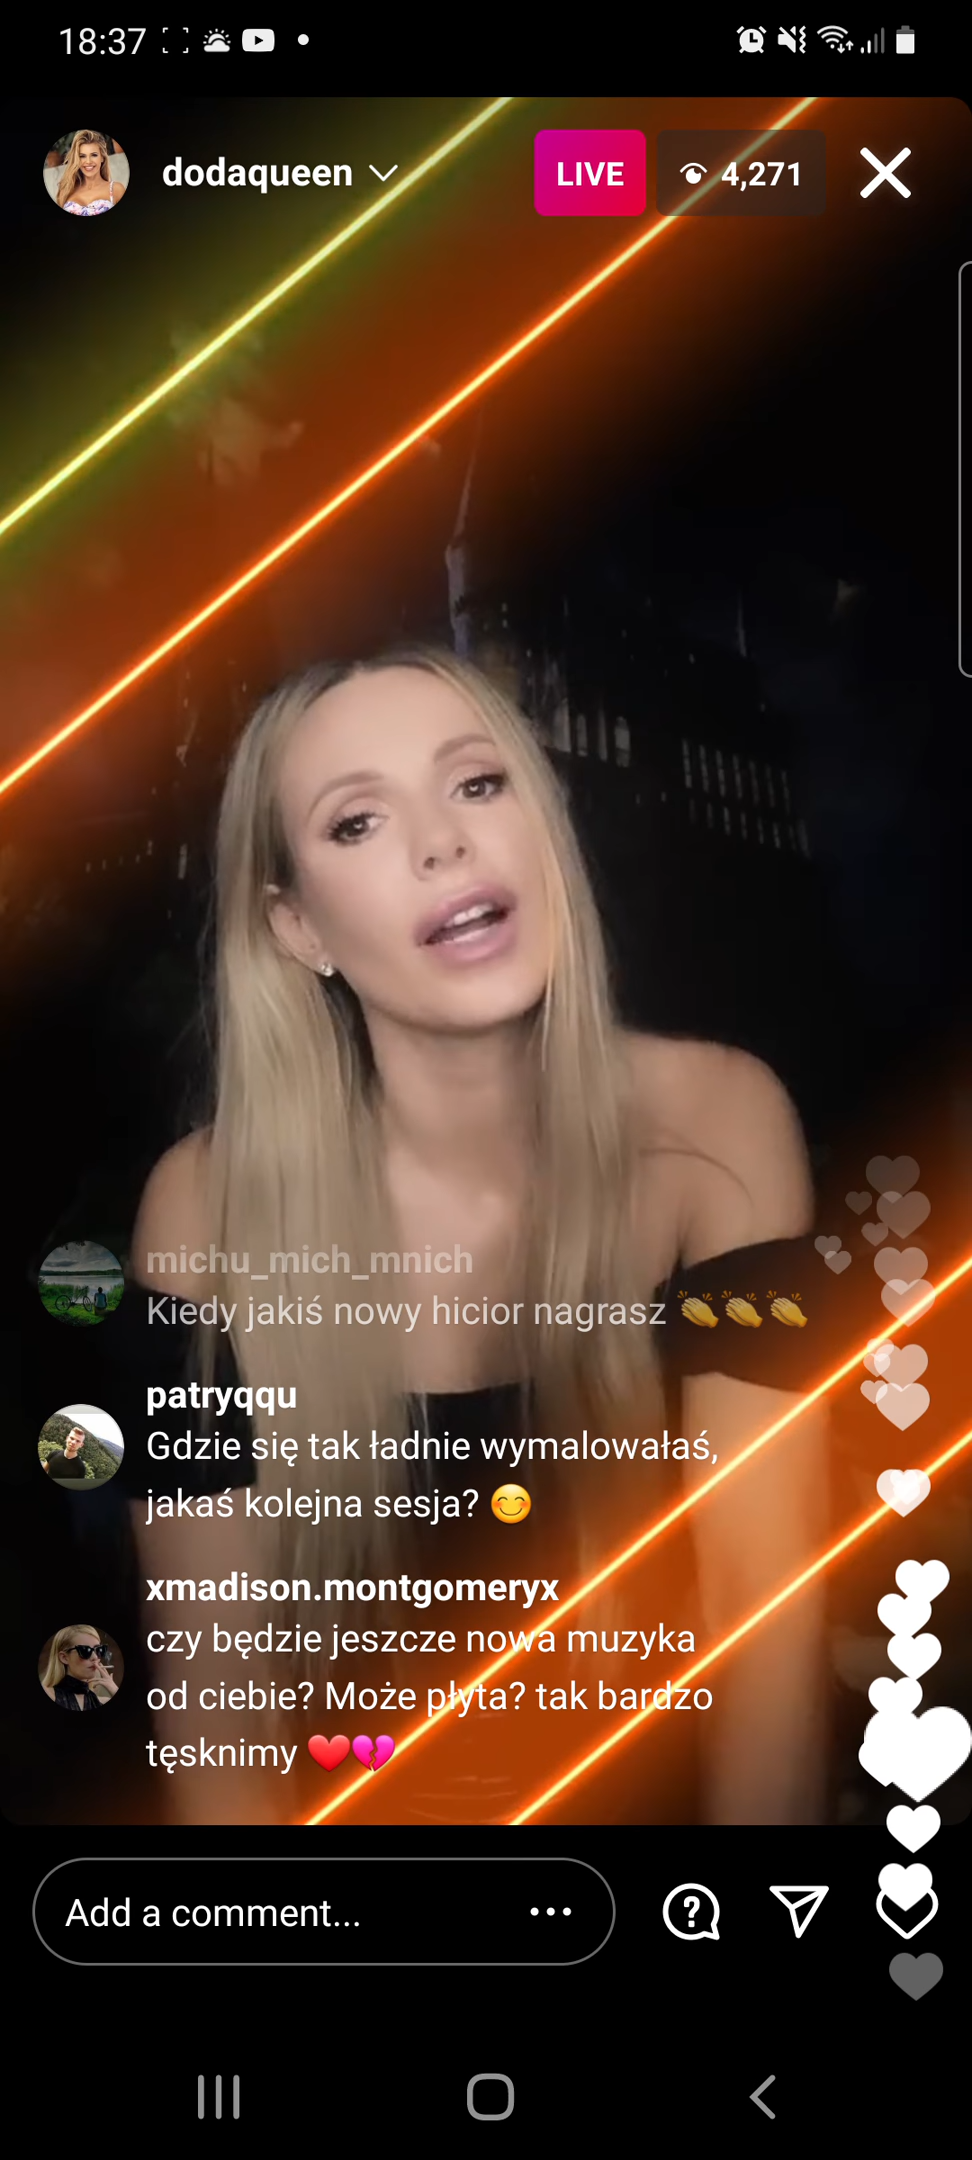 18:37
dodaqueen
LIVE
4,271
michu_mich_mnich
Kiedy jakiś nowy hicior nagrasz 👏👏👏
patryqqu
Gdzie się tak ładnie wymalowałaś,
jakaś kolejna sesja? 😊
xmadison.montgomeryx
czy będzie jeszcze nowa muzyka
od ciebie? Może płyta? tak bardzo
tęsknimy ❤️💔
Add a comment...